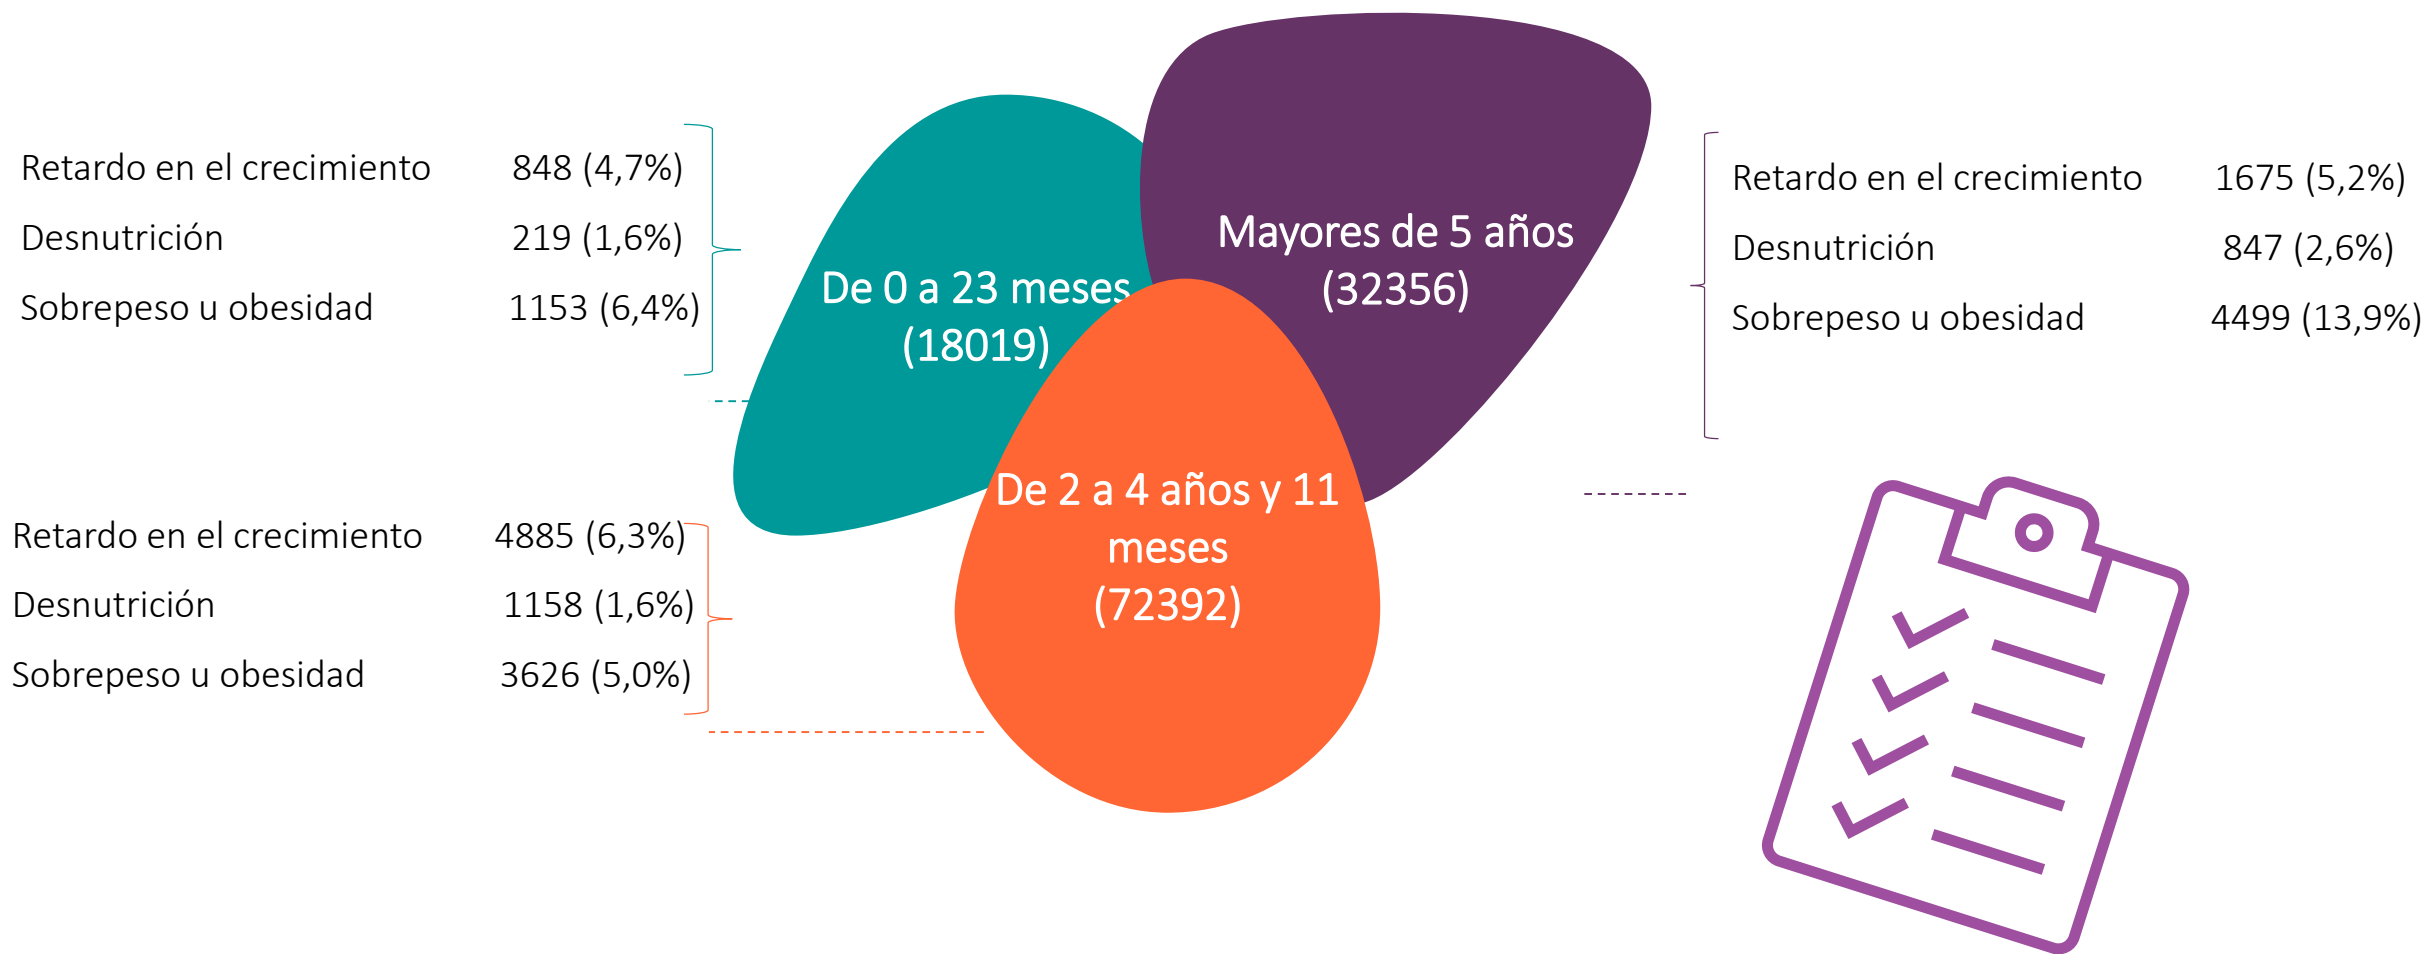 Retardo en el crecimiento 848 (4,7%)
Desnutrición 219 (1,6%)
Sobrepeso u obesidad 1153 (6,4%)
De 0 a 23 meses
(18019)
Mayores de 5 años
(32356)
Retardo en el crecimiento 1675 (5,2%)
Desnutrición 847 (2,6%)
Sobrepeso u obesidad 4499 (13,9%)
Retardo en el crecimiento 4885 (6,3%)
Desnutrición 1158 (1,6%)
Sobrepeso u obesidad 3626 (5,0%)
De 2 a 4 años y 11
meses
(72392)